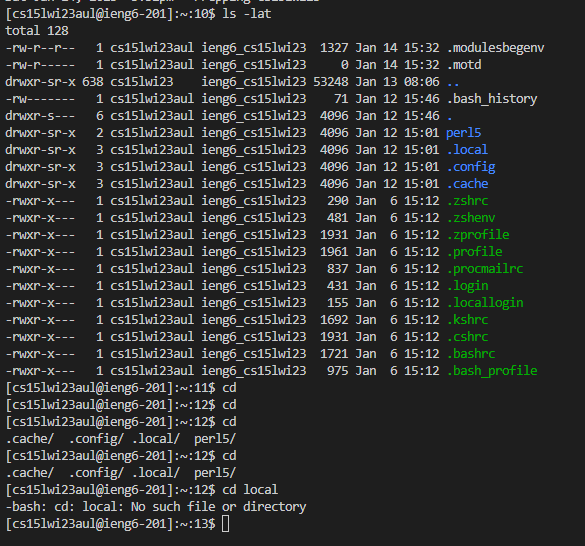 [cs15lwi23aul@ieng6-201]:~:10$ ls -lat
total 128
-rw-r--r--   1 cs15lwi23aul ieng6_cs15lwi23  1327 Jan 14 15:32 .modulesbegenv
-rw-r--r--   1 cs15lwi23aul ieng6_cs15lwi23     0 Jan 14 15:32 .motd
drwxr-sr-x 638 cs15lwi23    ieng6_cs15lwi23 53248 Jan 13 08:06 ..
-rw-------   1 cs15lwi23aul ieng6_cs15lwi23    71 Jan 12 15:46 .bash_history
drwxr-s---   6 cs15lwi23aul ieng6_cs15lwi23  4096 Jan 12 15:46 .
drwxr-sr-x   2 cs15lwi23aul ieng6_cs15lwi23  4096 Jan 12 15:01 perl5
drwxr-sr-x   3 cs15lwi23aul ieng6_cs15lwi23  4096 Jan 12 15:01 .local
drwxr-sr-x   3 cs15lwi23aul ieng6_cs15lwi23  4096 Jan 12 15:01 .config
drwxr-sr-x   3 cs15lwi23aul ieng6_cs15lwi23  4096 Jan 12 15:01 .cache
-rwxr-x---   1 cs15lwi23aul ieng6_cs15lwi23   290 Jan  6 15:12 .zshrc
-rwxr-x---   1 cs15lwi23aul ieng6_cs15lwi23   481 Jan  6 15:12 .zshenv
-rwxr-x---   1 cs15lwi23aul ieng6_cs15lwi23  1931 Jan  6 15:12 .zprofile
-rwxr-x---   1 cs15lwi23aul ieng6_cs15lwi23  1961 Jan  6 15:12 .profile
-rwxr-x---   1 cs15lwi23aul ieng6_cs15lwi23   837 Jan  6 15:12 .procmailrc
-rwxr-x---   1 cs15lwi23aul ieng6_cs15lwi23   431 Jan  6 15:12 .login
-rwxr-x---   1 cs15lwi23aul ieng6_cs15lwi23   155 Jan  6 15:12 .locallogin
-rwxr-x---   1 cs15lwi23aul ieng6_cs15lwi23  1692 Jan  6 15:12 .kshrc
-rwxr-x---   1 cs15lwi23aul ieng6_cs15lwi23  1931 Jan  6 15:12 .cshrc
-rwxr-x---   1 cs15lwi23aul ieng6_cs15lwi23  1721 Jan  6 15:12 .bashrc
-rwxr-x---   1 cs15lwi23aul ieng6_cs15lwi23   975 Jan  6 15:12 .bash_profile
[cs15lwi23aul@ieng6-201]:~:11$ cd
[cs15lwi23aul@ieng6-201]:~:12$ cd
[cs15lwi23aul@ieng6-201]:~:12$ cd
.cache/  .config/ .local/  perl5/
[cs15lwi23aul@ieng6-201]:~:12$ cd
.cache/  .config/ .local/  perl5/
[cs15lwi23aul@ieng6-201]:~:12$ cd local
-bash: cd: local: No such file or directory
[cs15lwi23aul@ieng6-201]:~:13$